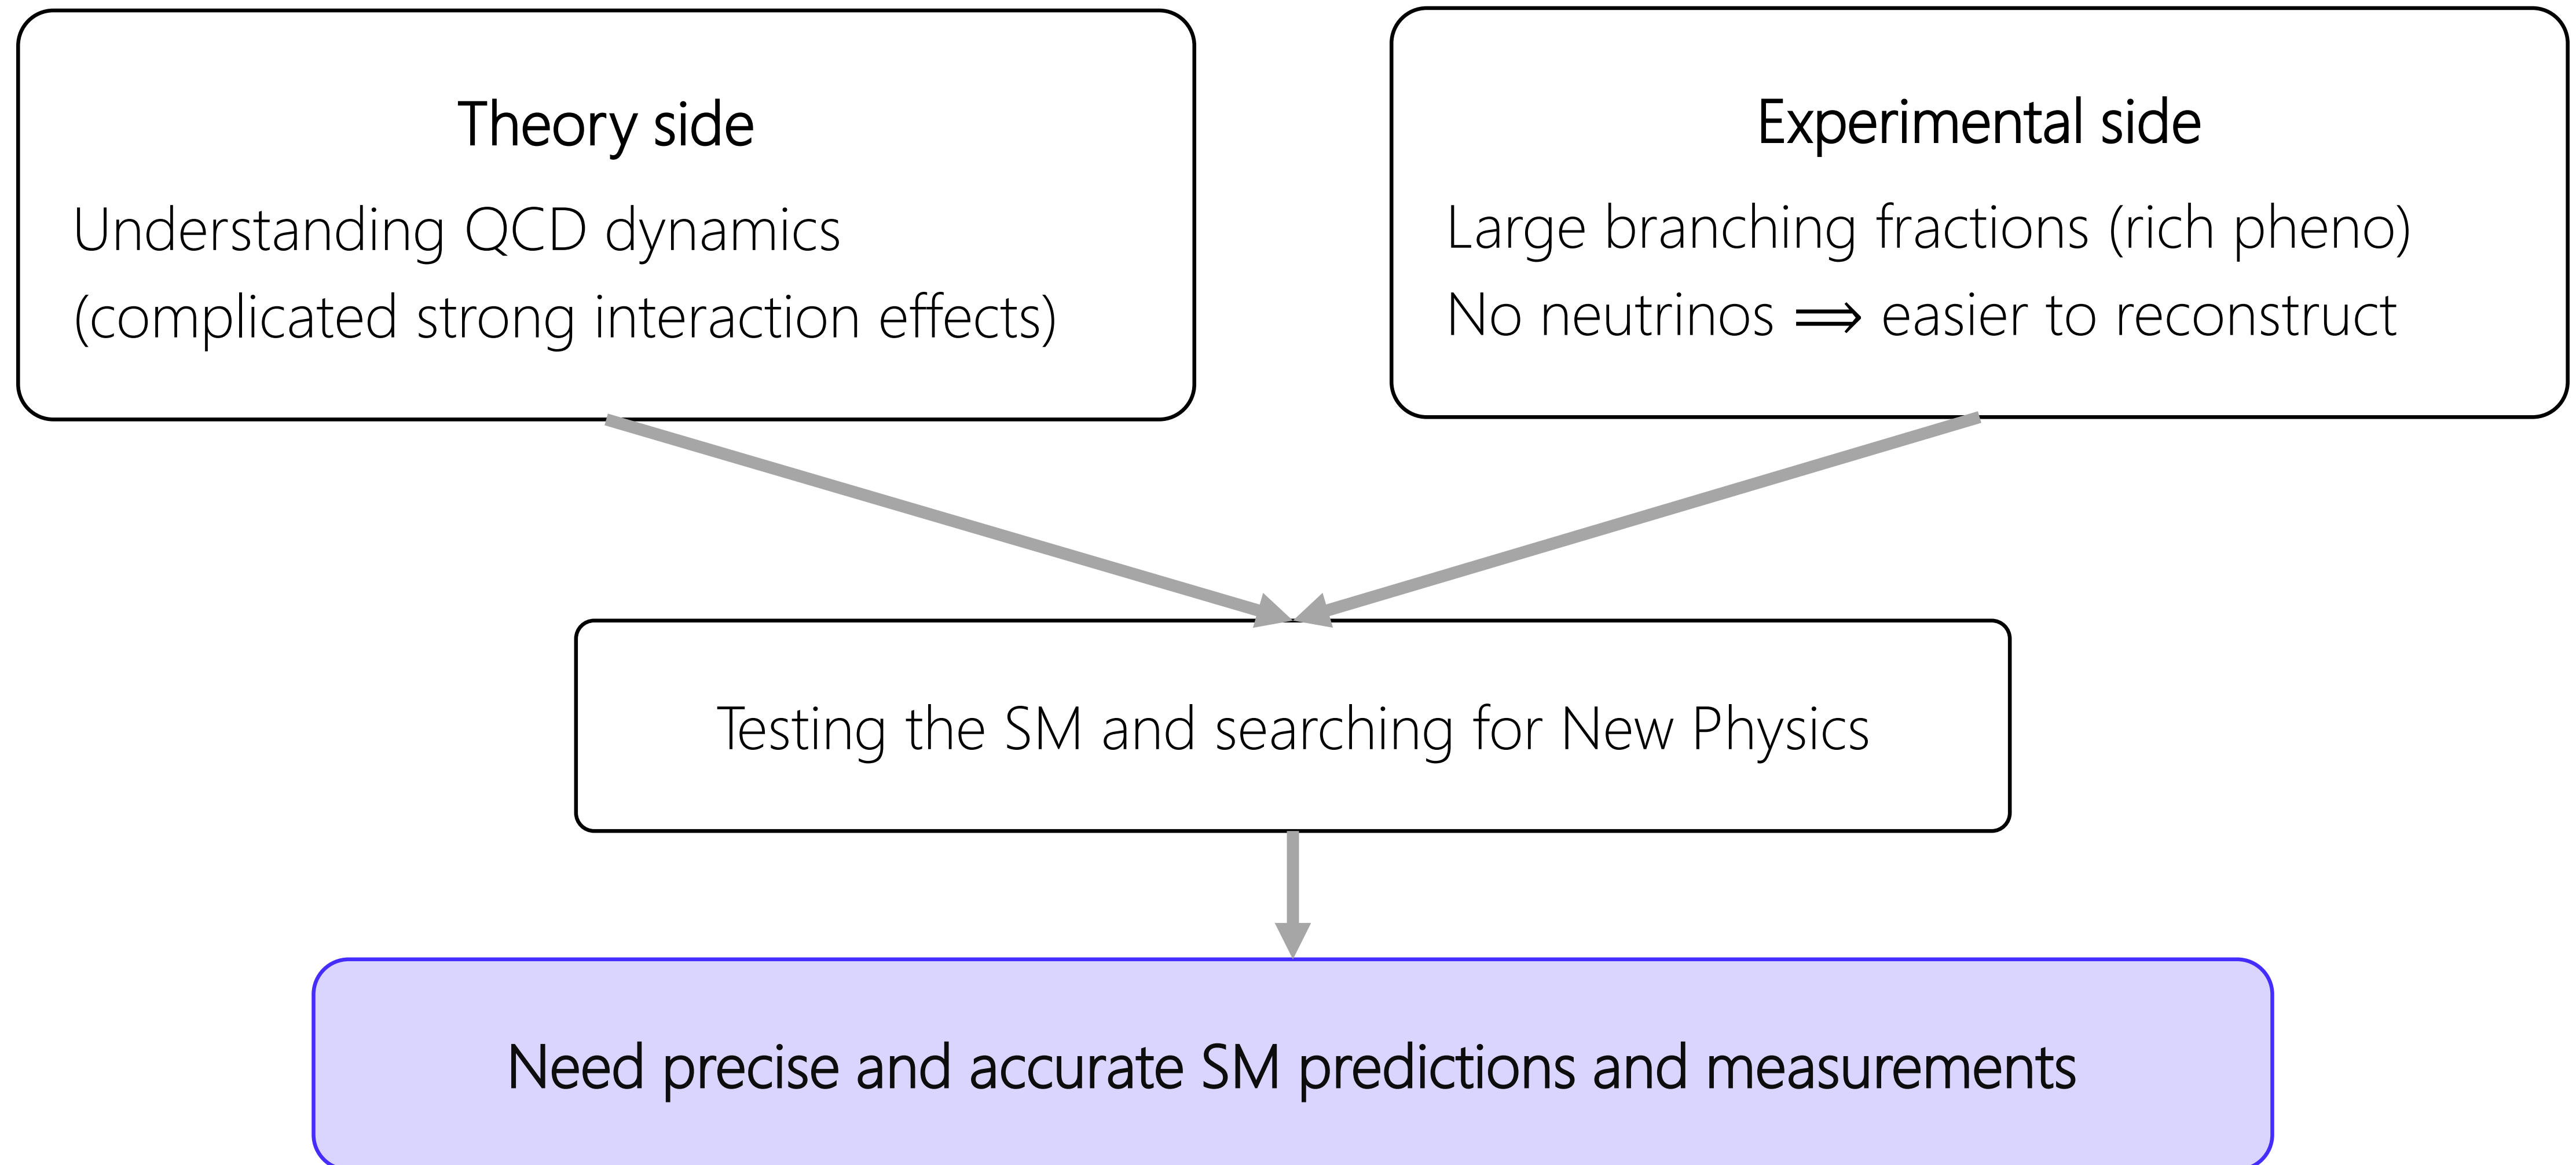 Theory side
Understanding QCD dynamics
(complicated strong interaction effects)
Experimental side
Large branching fractions (rich pheno)
No neutrinos ⟹ easier to reconstruct
Testing the SM and searching for New Physics
Need precise and accurate SM predictions and measurements